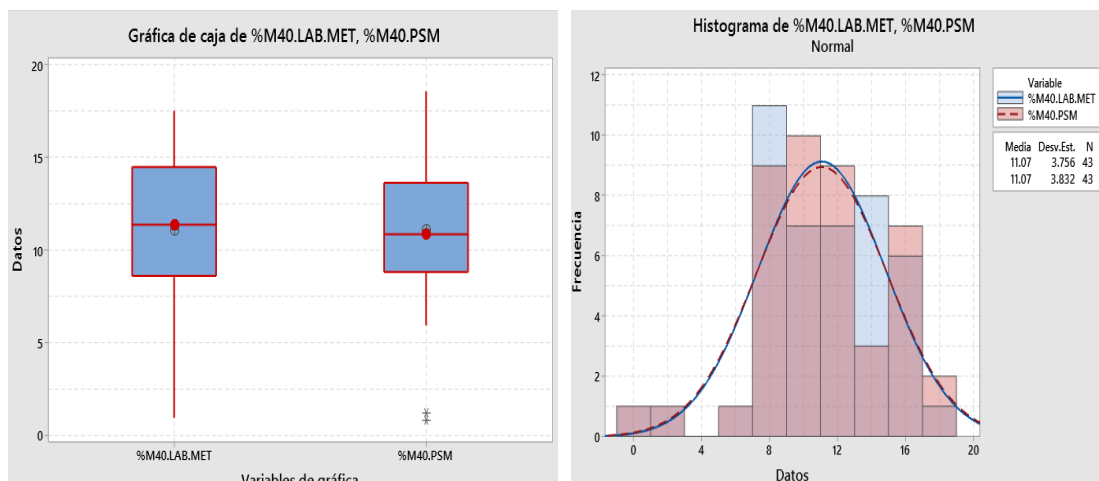 Gráfica de caja de %M40.LAB.MET, %M40.PSM
20
15
10
5
0
Datos
%M40.LAB.MET
%M40.PSM
Variables de gráfica
Histograma de %M40.LAB.MET, %M40.PSM
Normal
12
10
8
6
4
2
0
Frecuencia
0 4 8 12 16 20
Datos
Variable
%M40.LAB.MET
%M40.PSM
Media Desv.Est. N
11.07 3.756 43
11.07 3.832 43